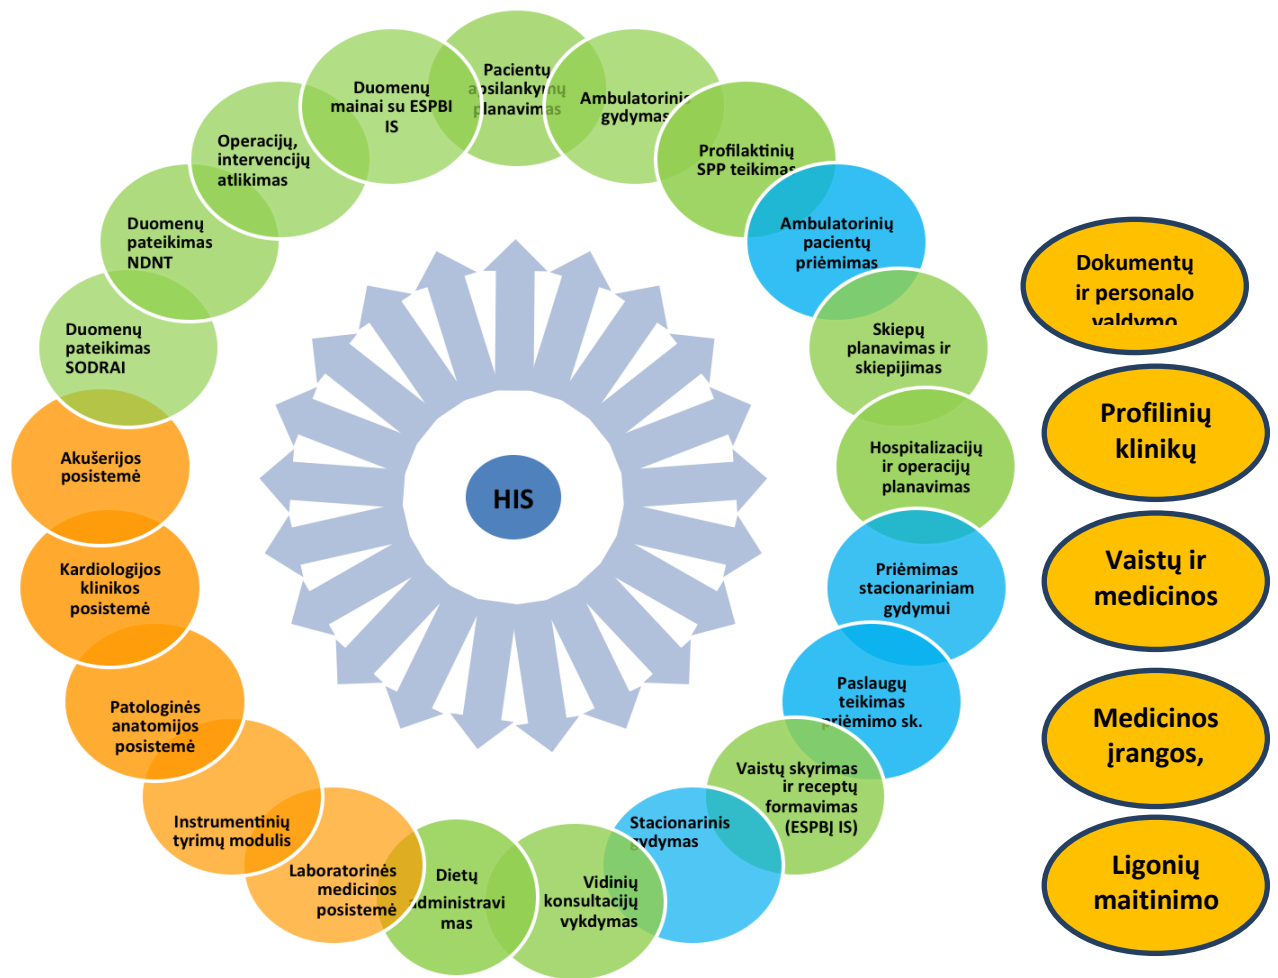 Pacientų
apsilankymų
planavimas
Ambulatorinis
gydymas
Profilaktinių
SPP teikimas
Ambulatorinių
pacientų
priėmimas
Skiepų
planavimas ir
skiepijimas
Hospitalizacijų
ir operacijų
planavimas
Priėmimas
stacionariniam
gydymui
Paslaugų
teikimas
priėmimo sk.
Vaistų skyrimas
ir receptų
formavimas
(ESPBĮ IS)
Stacionarinis
gydymas
Vidinių
konsultacijų
vykdymas
Dietų
administravi
mas
Laboratorinės
medicinos
posistemė
Instrumentinių
tyrimų modulis
Patologinės
anatomijos
posistemė
Kardiologijos
klinikos
posistemė
Akušerijos
posistemė
Duomenų
pateikimas
SODRAI
Duomenų
pateikimas
NDNT
Operacijų,
intervencijų
atlikimas
Duomenų
mainai su ESPBI
IS
HIS
Dokumentų
ir personalo
valdymo
Profilinių
klinikų
Vaistų ir
medicinos
Medicinos
įrangos,
Ligonių
maitinimo